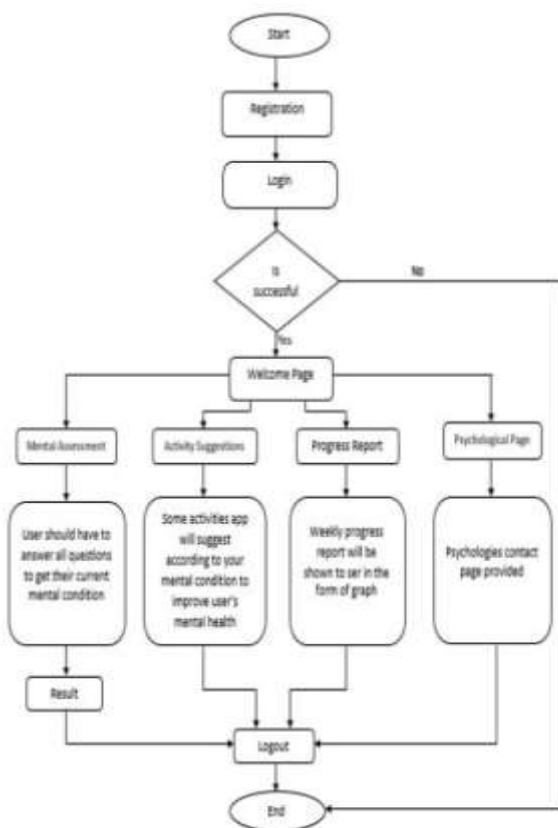 Start
Registration
Login
Is
successful
No
Yes
Welcome Page
Mental Assessment
Activity Suggestions
Progress Report
Psychological Page
User should have to
answer all questions
to get their current
mental condition
Some activities app
will suggest
according to your
mental condition to
improve user's
mental health
Weekly progress
report will be
shown to ser in the
form of graph
Psychologies contact
page provided
Result
Logout
End